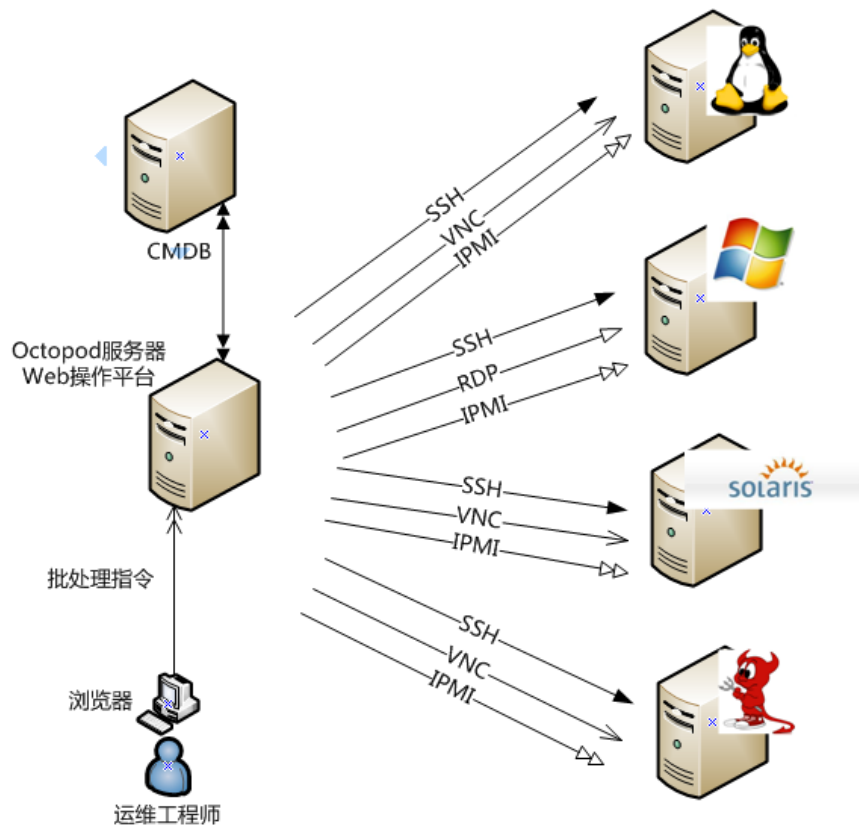 CMDB
Octopod服务器
Web操作平台
批处理指令
浏览器
运维工程师
SSH
VNC
IPMI
SSH
RDP
IPMI
solaris
SSH
VNC
IPMI
SSH
VNC
IPMI